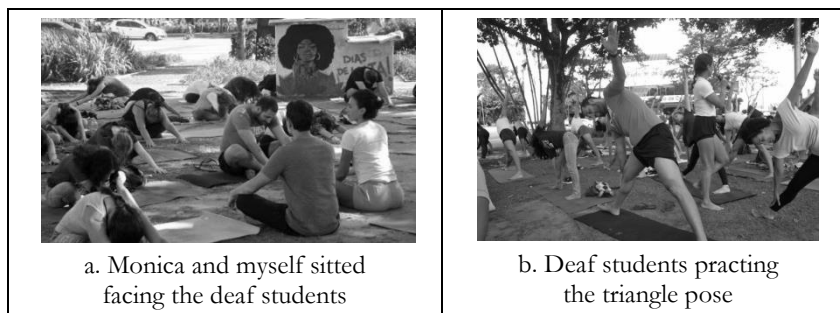 DIAS
DE
a. Monica and myself sitted
facing the deaf students
b. Deaf students practing
the triangle pose